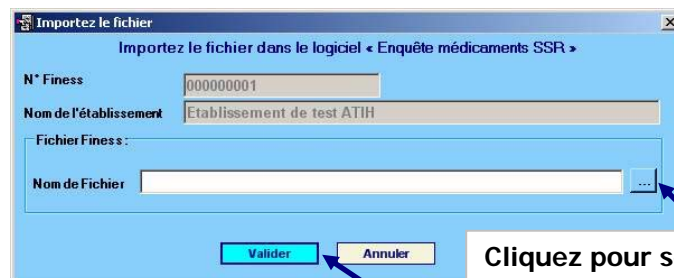 Importez le fichier
Importez le fichier dans le logiciel « Enquête médicaments SSR »
N° Finess
000000001
Nom de l'établissement
Etablissement de test ATIH
Fichier Finess :
Nom de Fichier
...
Valider
Annuler
Cliquez pour s